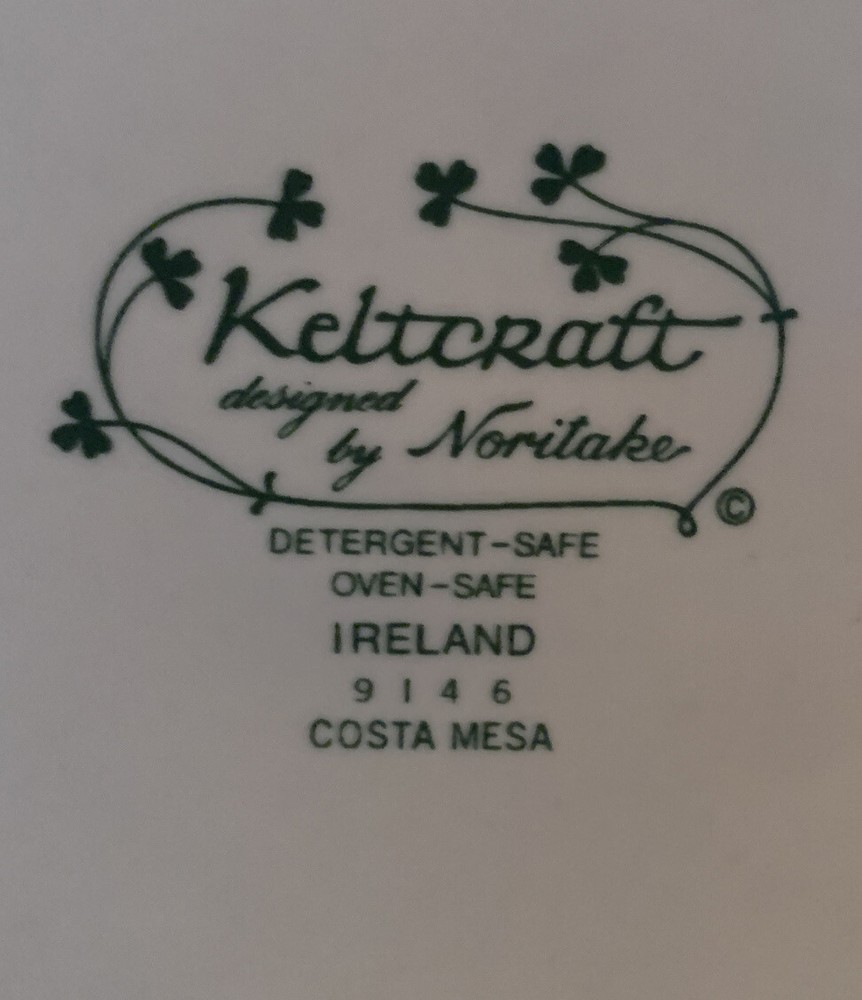 Keltcraft
designed
by Noritake
©
DETERGENT-SAFE
OVEN-SAFE
IRELAND
9 1 4 6
COSTA MESA